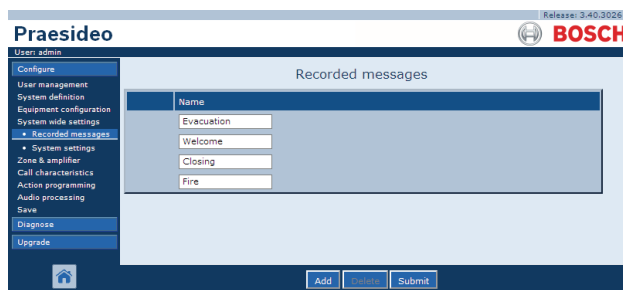 Release: 3.40.3026
Praesideo
BOSCH
User: admin
Configure
User management
System definition
Equipment configuration
System wide settings
• Recorded messages
• System settings
Zone & amplifier
Call characteristics
Action programming
Audio processing
Save
Diagnose
Upgrade
Recorded messages
Name
Evacuation
Welcome
Closing
Fire
Add Delete Submit